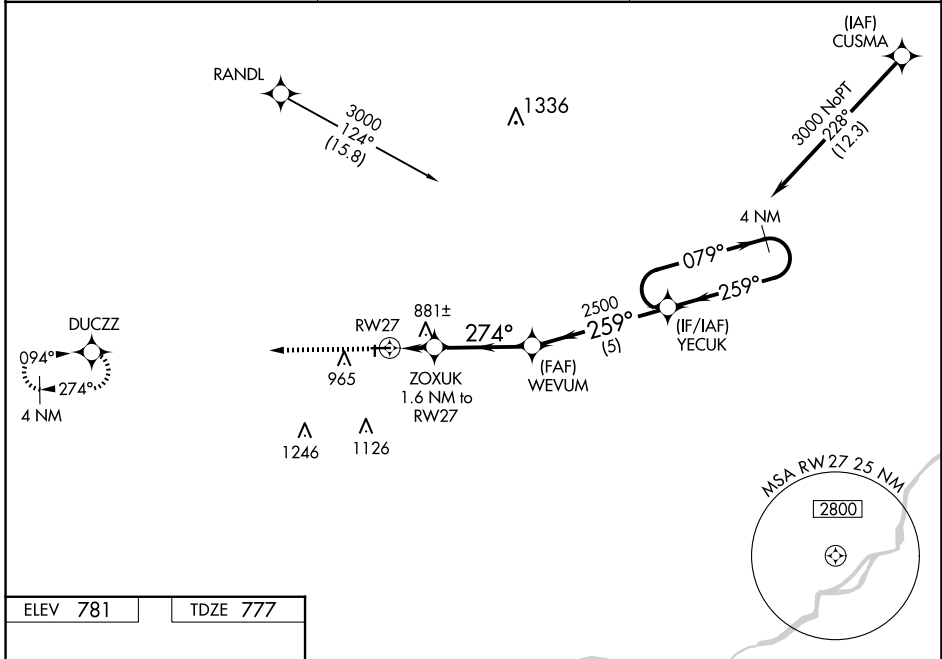 (IAF)
CUSMA
RANDL
3000
124°
(15.8)
1336
3000 NoPT
228°
(12.3)
4 NM
079°
259°
2500
259°
(5)
(IF/IAF)
YECUK
881±
RW27
274°
(FAF)
WEVUM
ZOXUK
1.6 NM to
RW27
965
DUCZZ
094°
274°
4 NM
1246
1126
MSA RW27 25 NM
2800
ELEV 781
TDZE 777